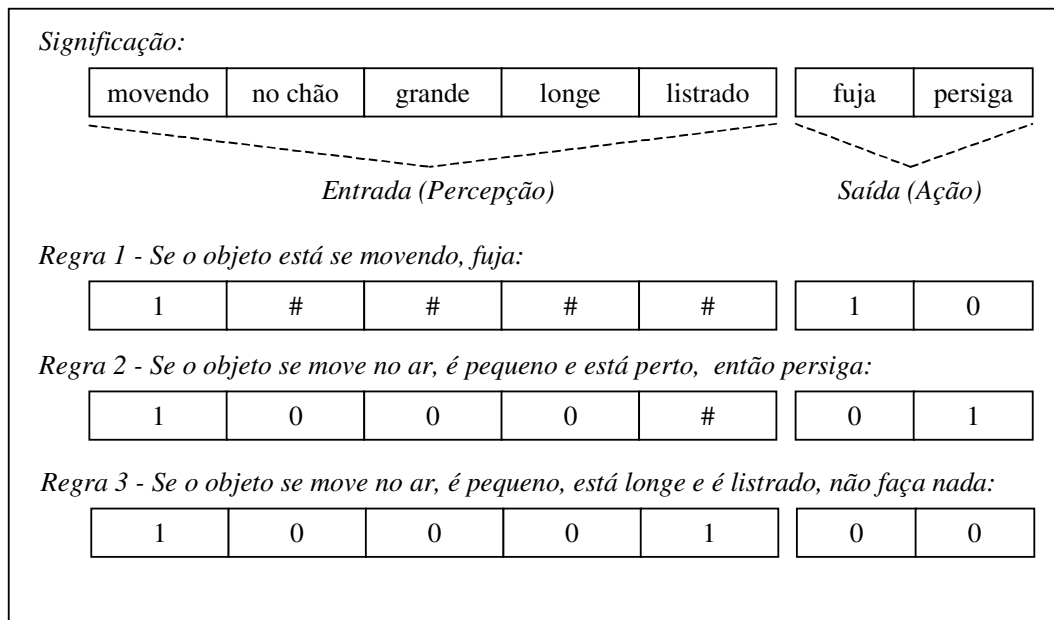 Significação:
movendo no chão grande longe listrado fuja persiga
Entrada (Percepção) Saída (Ação)
Regra 1 - Se o objeto está se movendo, fuja:
1 # # # # 1 0
Regra 2 - Se o objeto se move no ar, é pequeno e está perto, então persiga:
1 0 0 0 # 0 1
Regra 3 - Se o objeto se move no ar, é pequeno, está longe e é listrado, não faça nada:
1 0 0 0 1 0 0